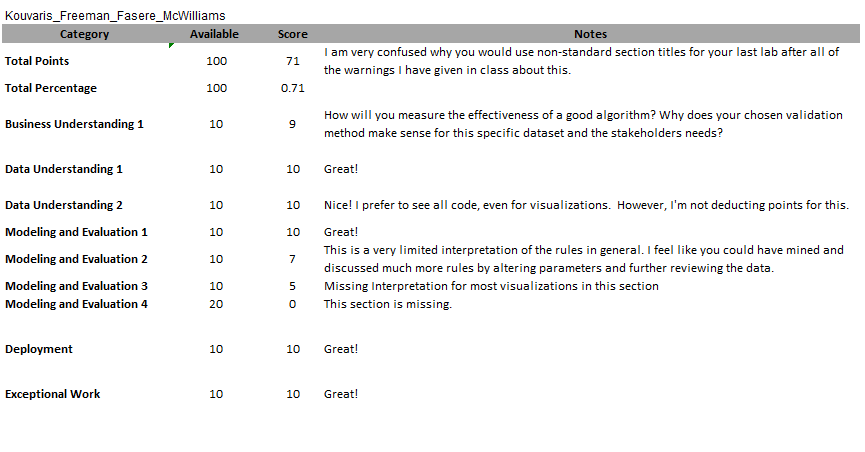 Kouvaris_Freeman_Fasere_McWilliams
Category Available Score Notes
Total Points 100 71 I am very confused why you would use non-standard section titles for your last lab after all of
the warnings I have given in class about this.
Total Percentage 100 0.71
Business Understanding 1 10 9 How will you measure the effectiveness of a good algorithm? Why does your chosen validation
method make sense for this specific dataset and the stakeholders needs?
Data Understanding 1 10 10 Great!
Data Understanding 2 10 10 Nice! I prefer to see all code, even for visualizations.  However, I'm not deducting points for this.
Modeling and Evaluation 1 10 10 Great!
Modeling and Evaluation 2 10 7 This is a very limited interpretation of the rules in general. I feel like you could have mined and
discussed much more rules by altering parameters and further reviewing the data.
Modeling and Evaluation 3 10 5 Missing Interpretation for most visualizations in this section
Modeling and Evaluation 4 20 0 This section is missing.
Deployment 10 10 Great!
Exceptional Work 10 10 Great!